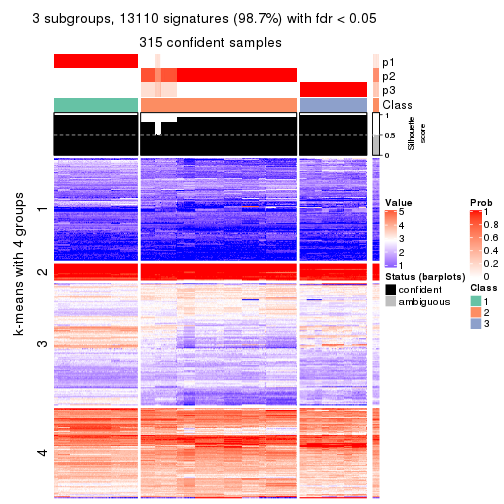 3 subgroups, 13110 signatures (98.7%) with fdr < 0.05
315 confident samples
p1
p2
p3
Class
1
0.5
0
Silhouette
score
k-means with 4 groups
1
2
3
4
Value
5
4
3
2
1
Status (barplots)
confident
ambiguous
Prob
1
0.8
0.6
0.4
0.2
0
Class
1
2
3